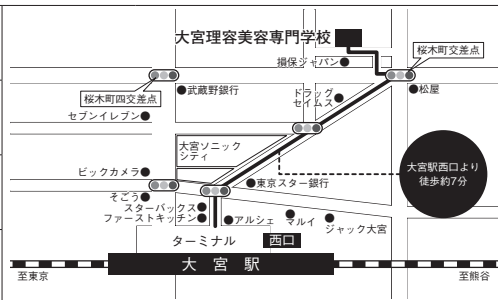 大宮理容美容専門学校
損保ジャパン
桜木町交差点
桜木町四交差点
武蔵野銀行
ドラッグ
セイムス
松屋
セブンイレブン
大宮ソニック
シティ
大宮駅西口より
徒歩約7分
ビックカメラ
東京スター銀行
そごう
スターバックス
ファーストキッチン
アルシェ
マルイ
ジャック大宮
ターミナル
西口
大宮駅
至東京
至熊谷